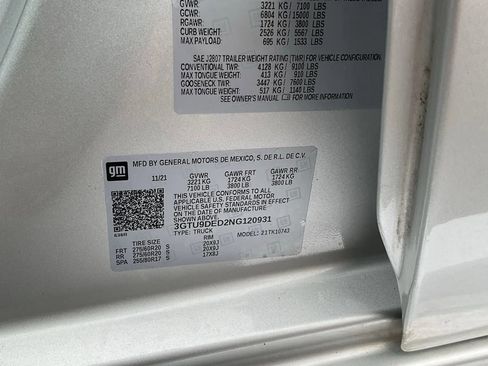 GVWR: 3221 KG / 7100 LBS
GCWR: 6804 KG / 15000 LBS
RGAWR: 1724 KG / 3800 LBS
CURB WEIGHT: 2526 KG / 5567 LBS
MAX PAYLOAD: 695 KG / 1533 LBS
SAE J2807 TRAILER WEIGHT RATING (TWR) FOR VEHICLE CONFIGURATION
CONVENTIONAL TWR: 4128 KG / 9100 LBS
MAX TONGUE WEIGHT: 413 KG / 910 LBS
GOOSENECK TWR: 3447 KG / 7600 LBS
MAX TONGUE WEIGHT: 517 KG / 1140 LBS
SEE OWNER'S MANUAL FOR MORE INFORMATION
gm
MFD BY GENERAL MOTORS DE MEXICO, S. DE R.L. DE C.V.
11/21 GVWR GAWR FRT GAWR RR
3221 KG 1724 KG 1724 KG
7100 LB 3800 LB 3800 LB
THIS VEHICLE CONFORMS TO ALL
APPLICABLE U.S. FEDERAL MOTOR
VEHICLE SAFETY STANDARDS IN
EFFECT ON THE DATE OF MANUFACTURE
SHOWN ABOVE.
3GTU9DED2NG120931
TYPE: TRUCK MODEL: 21TK10743
TIRE SIZE RIM
FRT 275/60R20 S 20X9J
RR 275/60R20 S 20X9J
SPA 255/80R17 S 17X8J